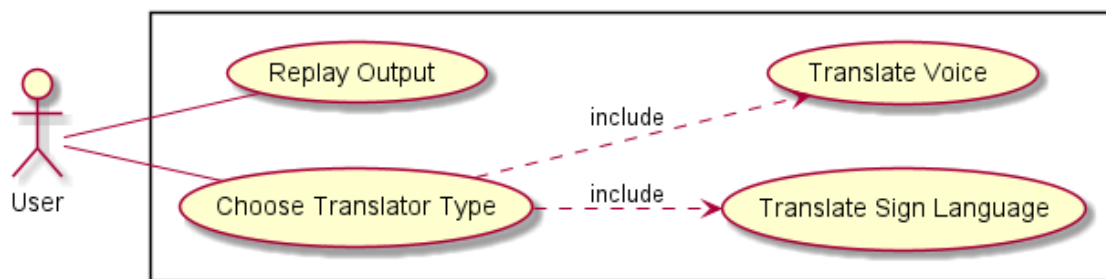 Replay Output
Translate Voice
include
User
Choose Translator Type
include
Translate Sign Language